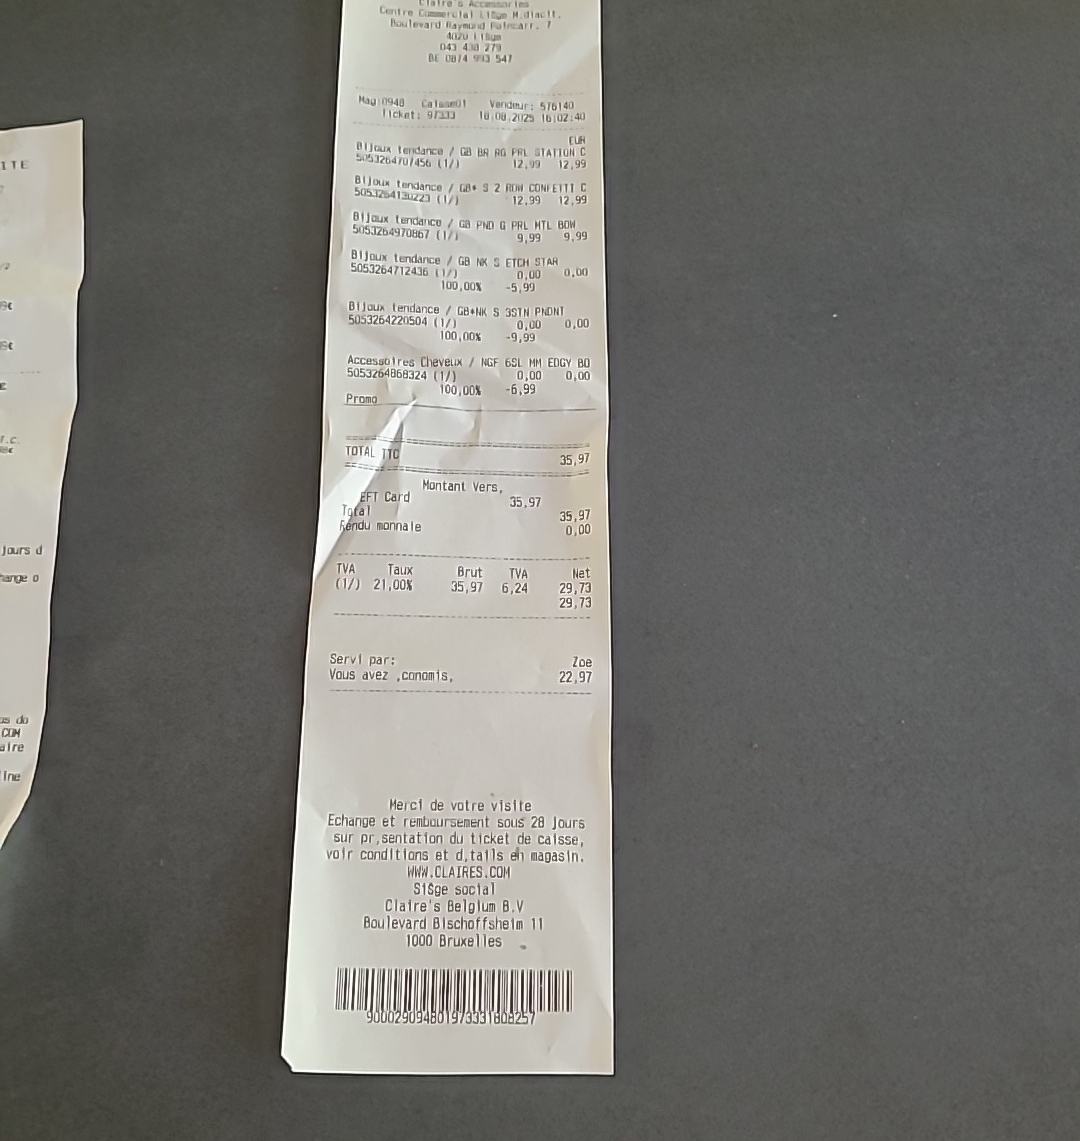 Claire's Accessories
Centre Commercial LiŠge M.diacit.
Boulevard Raymond Poincarr. 7
4020 LiŠge
043 430 279
BE 0874 993 547
Mag:0948 Caisse01 Vendeur: 576140
Ticket: 97333 18.08.2025 16:02:40
EUR
Bijoux tendance / GB BR RG PRL STATION C
5053264707456 (1/) 12,99 12,99
Bijoux tendance / GB* S 2 ROW CONFETTI C
5053264130223 (1/) 12,99 12,99
Bijoux tendance / GB PND G PRL MTL BOW
5053264970867 (1/) 9,99 9,99
Bijoux tendance / GB NK S ETCH STAR
5053264712436 (1/) 0,00 0,00
100,00% -5,99
Bijoux tendance / GB*NK S 3STN PNDNT
5053264220504 (1/) 0,00 0,00
100,00% -9,99
Accessoires Cheveux / NGF 6SL MM EDGY BO
5053264868324 (1/) 0,00 0,00
100,00% -6,99
Promo
TOTAL TTC 35,97
Montant Vers,
EFT Card 35,97
Total 35,97
Rendu monnaie 0,00
TVA Taux Brut TVA Net
(1/) 21,00% 35,97 6,24 29,73
29,73
Servi par: Zoe
Vous avez ,conomis, 22,97
Merci de votre visite
Echange et remboursement sous 28 jours
sur pr,sentation du ticket de caisse,
voir conditions et d,tails en magasin.
WWW.CLAIRES.COM
SiŠge social
Claire's Belgium B.V
Boulevard Bischoffsheim 11
1000 Bruxelles
900029094801973331808257
jours d